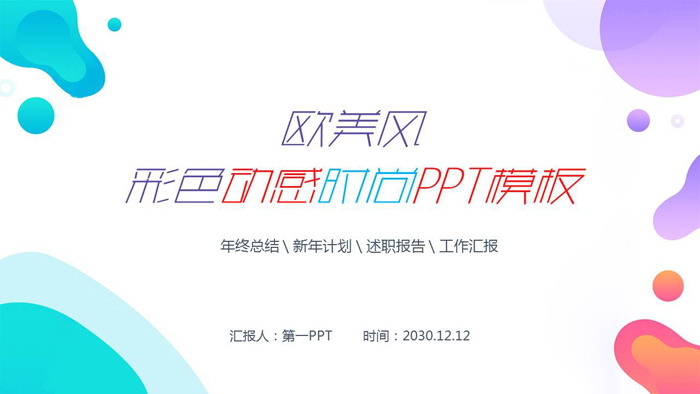 欧美风
彩色动感时尚PPT模板
年终总结 \ 新年计划 \ 述职报告 \ 工作汇报
汇报人：第一PPT 时间：2030.12.12